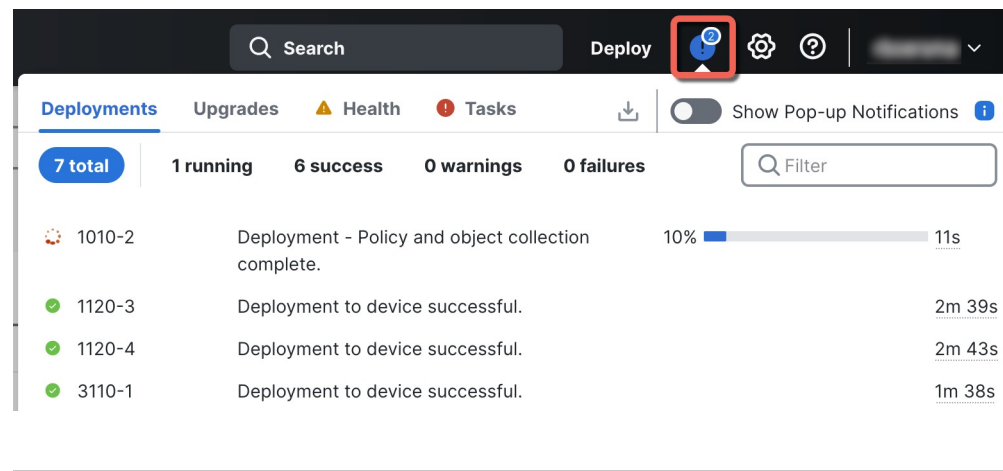 Search Deploy 2
Deployments Upgrades Health Tasks Show Pop-up Notifications
7 total 1 running 6 success 0 warnings 0 failures Filter
1010-2 Deployment - Policy and object collection 10% 11s
complete.
1120-3 Deployment to device successful. 2m 39s
1120-4 Deployment to device successful. 2m 43s
3110-1 Deployment to device successful. 1m 38s